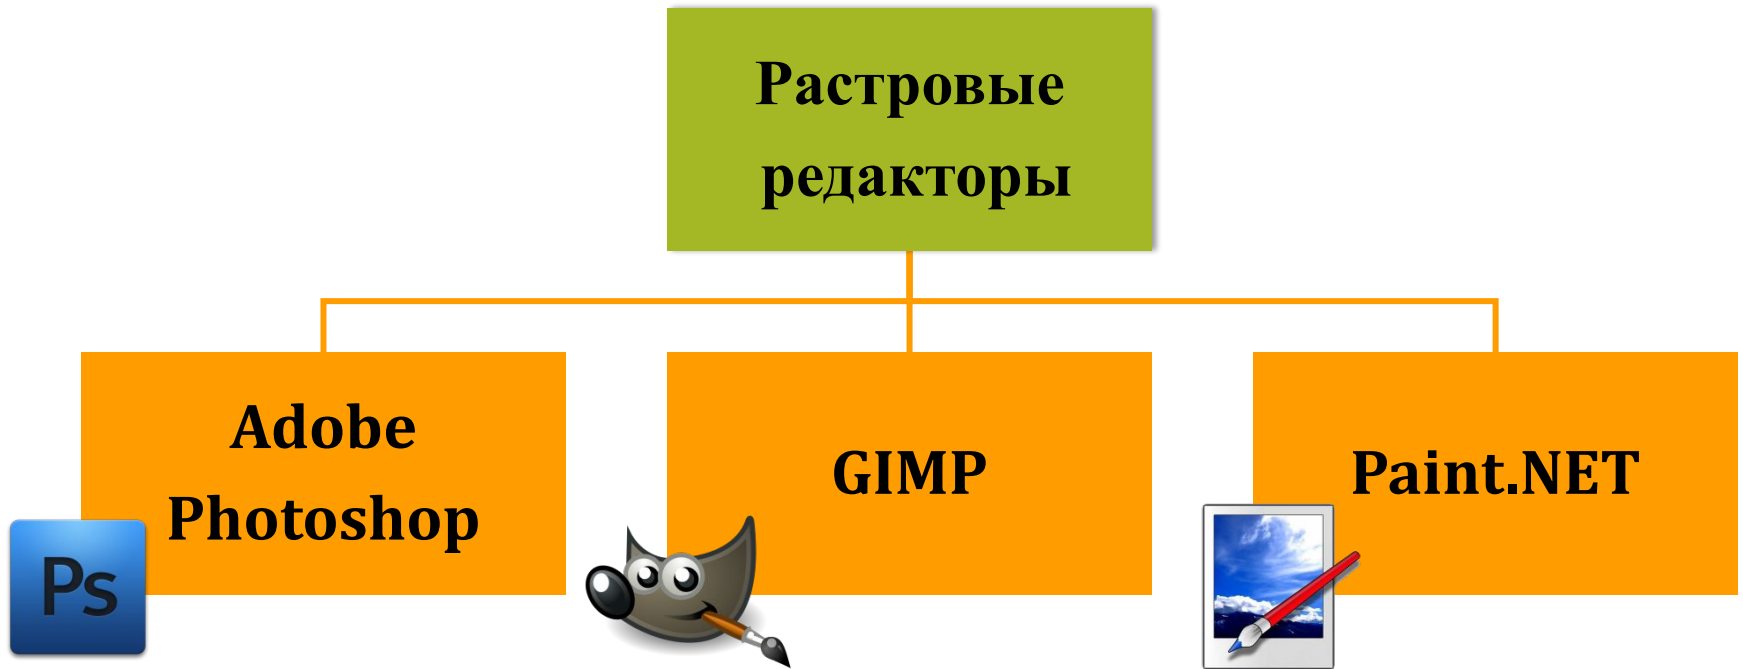 Растровые
редакторы
Adobe
Photoshop
GIMP
Paint.NET
Ps